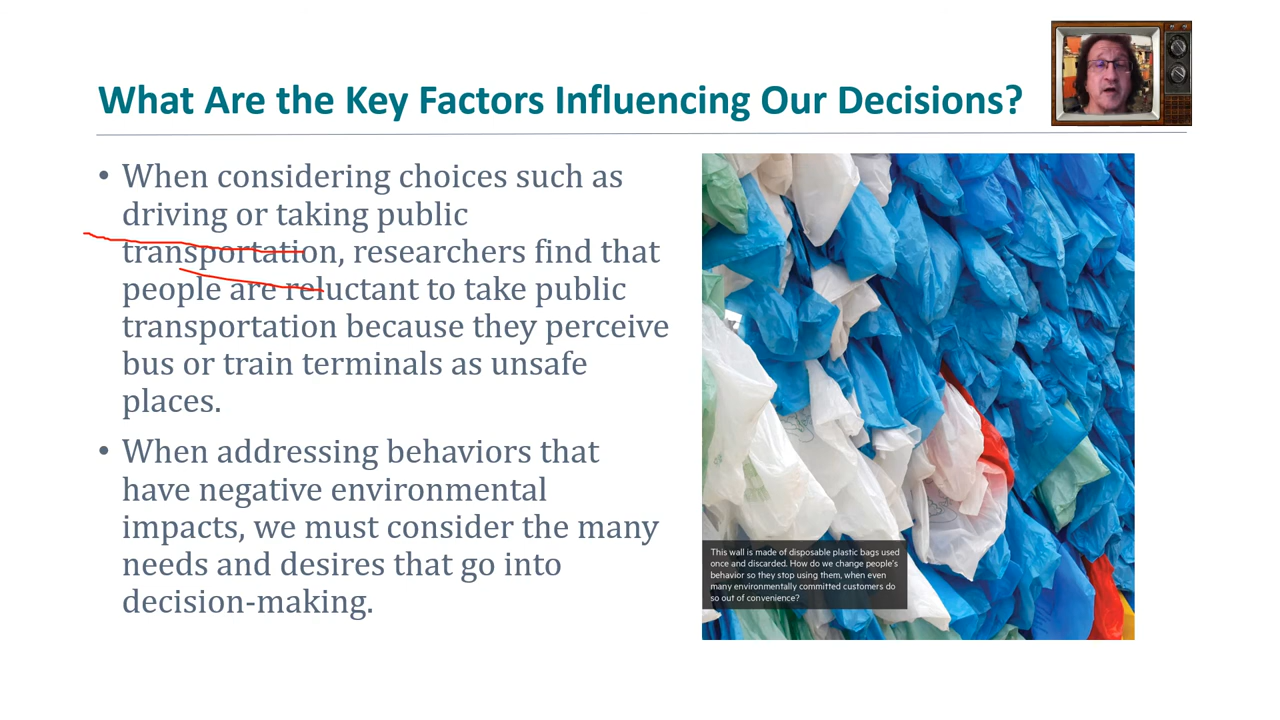 What Are the Key Factors Influencing Our Decisions?
• When considering choices such as
driving or taking public
transportation, researchers find that
people are reluctant to take public
transportation because they perceive
bus or train terminals as unsafe
places.
• When addressing behaviors that
have negative environmental
impacts, we must consider the many
needs and desires that go into
decision-making.
This wall is made of disposable plastic bags used
once and discarded. How do we change people's
behavior so they stop using them, when even
many environmentally committed customers do
so out of convenience?